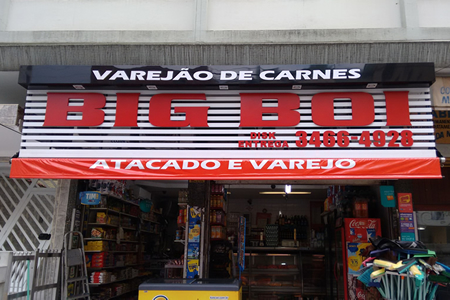 VAREJÃO DE CARNES
BIG BOI
DISK
ENTREGA 3466-4028
ATACADO E VAREJO